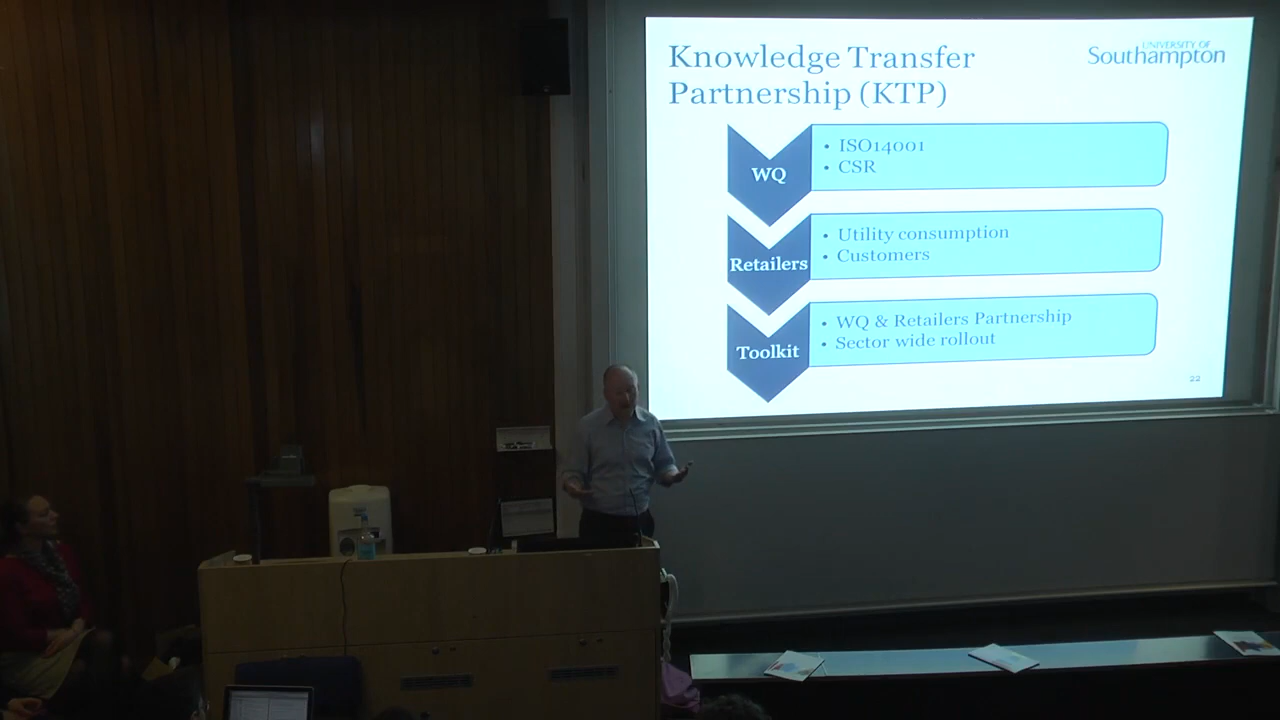 Knowledge Transfer
Partnership (KTP)
UNIVERSITY OF
Southampton
WQ
• ISO14001
• CSR
Retailers
• Utility consumption
• Customers
Toolkit
• WQ & Retailers Partnership
• Sector wide rollout
22